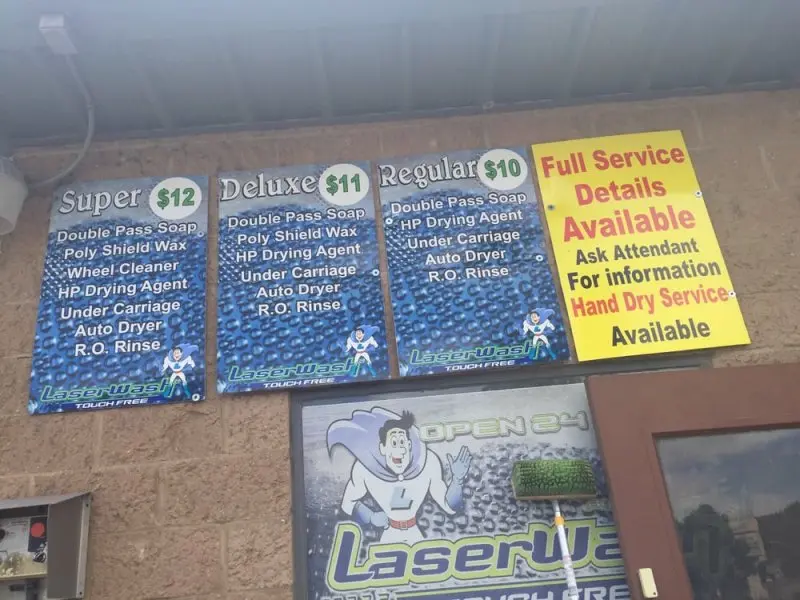 Super $12
Double Pass Soap
Poly Shield Wax
Wheel Cleaner
HP Drying Agent
Under Carriage
Auto Dryer
R.O. Rinse
LaserWash
TOUCH FREE
Deluxe $11
Double Pass Soap
Poly Shield Wax
HP Drying Agent
Under Carriage
Auto Dryer
R.O. Rinse
LaserWash
TOUCH FREE
Regular $10
Double Pass Soap
HP Drying Agent
Under Carriage
Auto Dryer
R.O. Rinse
LaserWash
TOUCH FREE
Full Service
Details
Available
Ask Attendant
For information
Hand Dry Service
Available
OPEN 24
L
LaserWa
TOUCH FREE